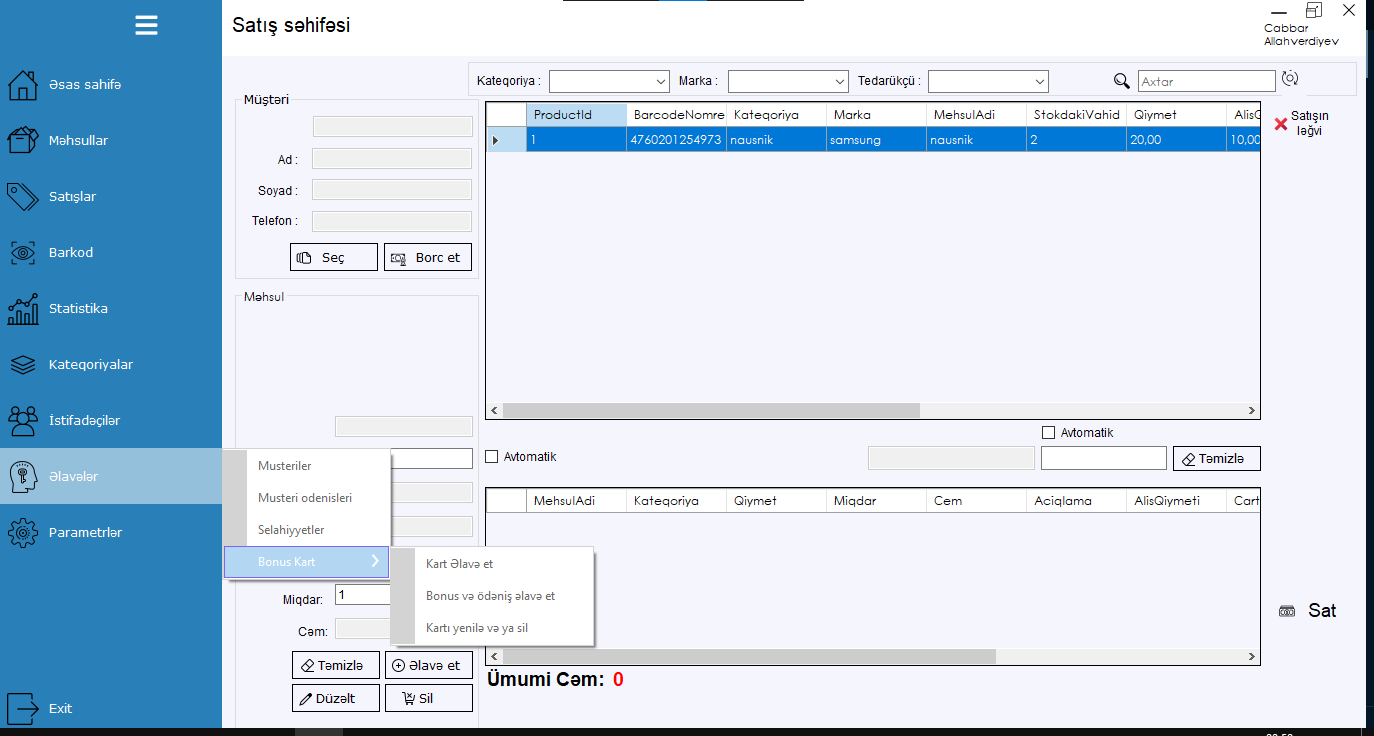 Satış səhifəsi
Cabbar
Allahverdiyev
Əsas sahifə
Məhsullar
Satışlar
Barkod
Statistika
Kateqoriyalar
İstifadəçilər
Əlavələr
Parametrlər
Exit
Kateqoriya :
Marka :
Tedarükçü :
Axtar
Müştəri
Ad :
Soyad :
Telefon :
Seç
Borc et
ProductId BarcodeNomre Kateqoriya Marka MehsulAdi StokdakiVahid Qiymet AlisQ
1 4760201254973 nausnik samsung nausnik 2 20,00 10,00
Satışın
ləğvi
Məhsul
Musteriler
Musteri odenisleri
Selahiyyetler
Bonus Kart
Kart Əlavə et
Bonus və ödəniş əlavə et
Kartı yenilə və ya sil
Miqdar: 1
Cəm:
Təmizlə
Əlavə et
Düzəlt
Sil
Avtomatik
Avtomatik
Təmizlə
MehsulAdi Kateqoriya Qiymet Miqdar Cem Aciqlama AlisQiymeti Cart
Sat
Ümumi Cəm: 0